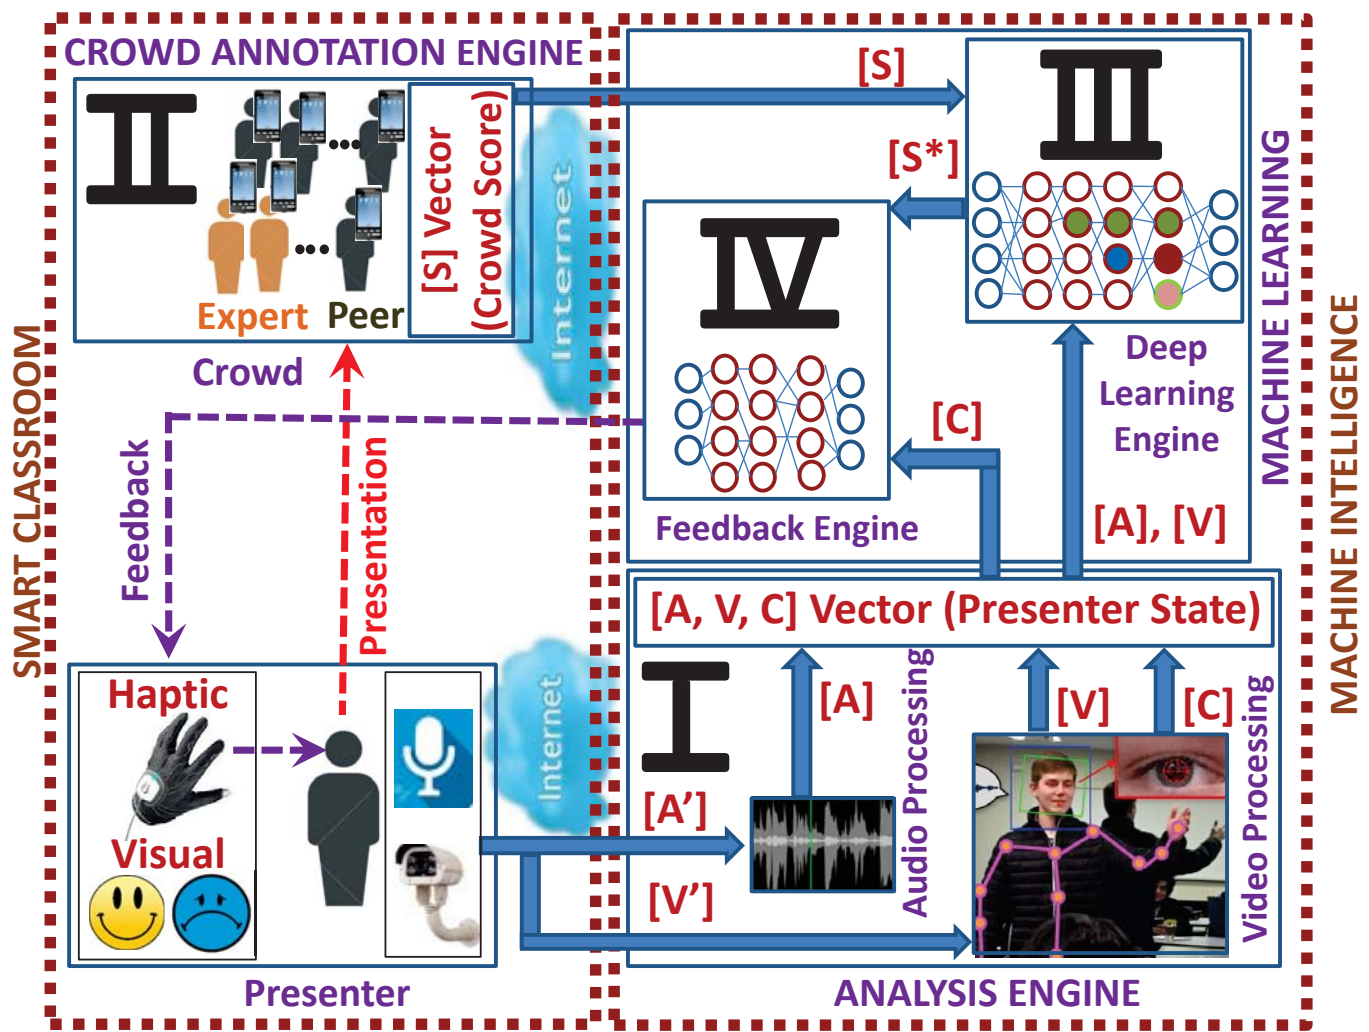 CROWD ANNOTATION ENGINE
II
Expert
Peer
[S] Vector
(Crowd Score)
Crowd
Internet
[S]
[S*]
III
IV
Deep
Learning
Engine
MACHINE LEARNING
MACHINE INTELLIGENCE
SMART CLASSROOM
Feedback
Presentation
Feedback Engine
[C]
[A], [V]
[A, V, C] Vector (Presenter State)
I
[A]
[V]
[C]
Audio Processing
Video Processing
Haptic
Visual
Internet
[A’]
[V’]
Presenter
ANALYSIS ENGINE